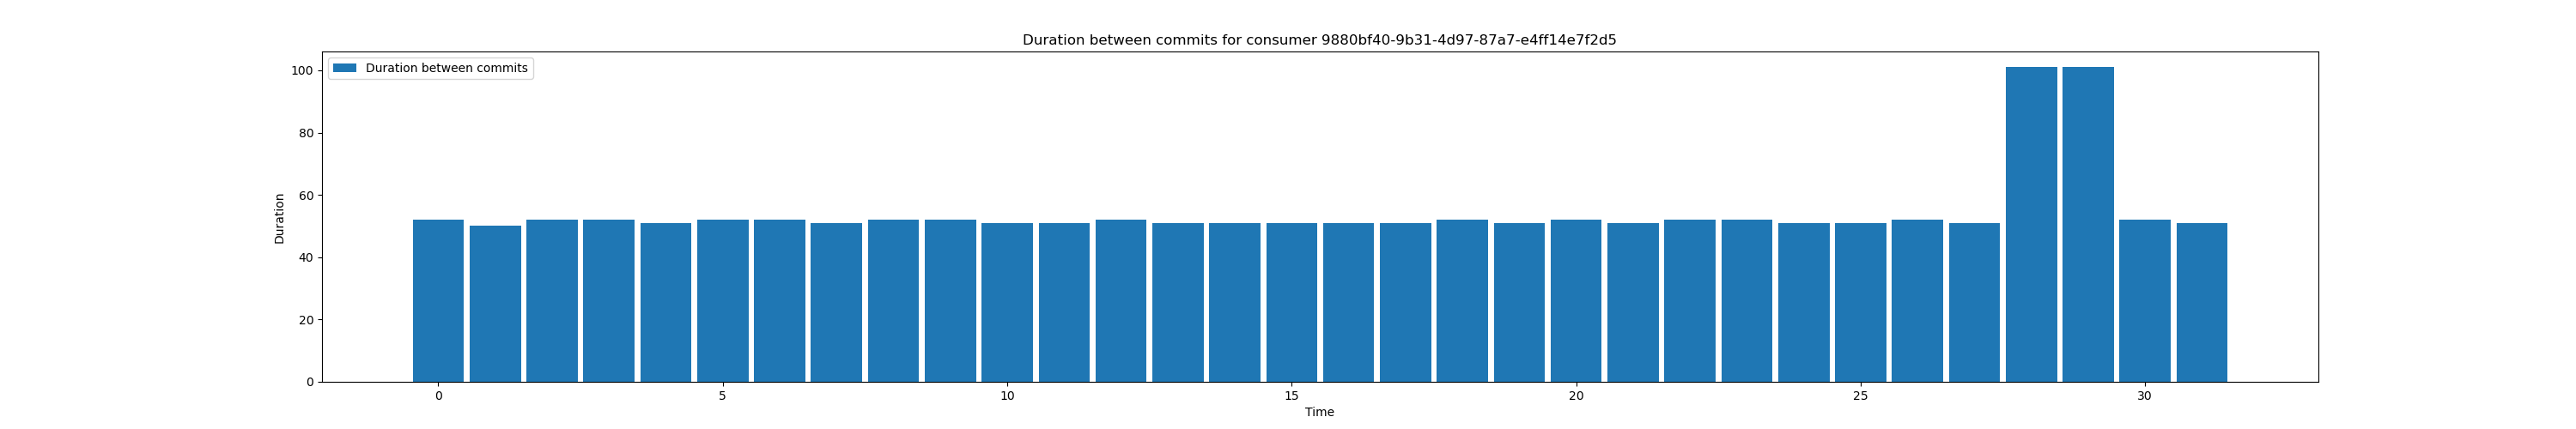 Duration between commits for consumer 9880bf40-9b31-4d97-87a7-e4ff14e7f2d5
Duration between commits
100
80
60
40
20
0
Duration
0 5 10 15 20 25 30
Time